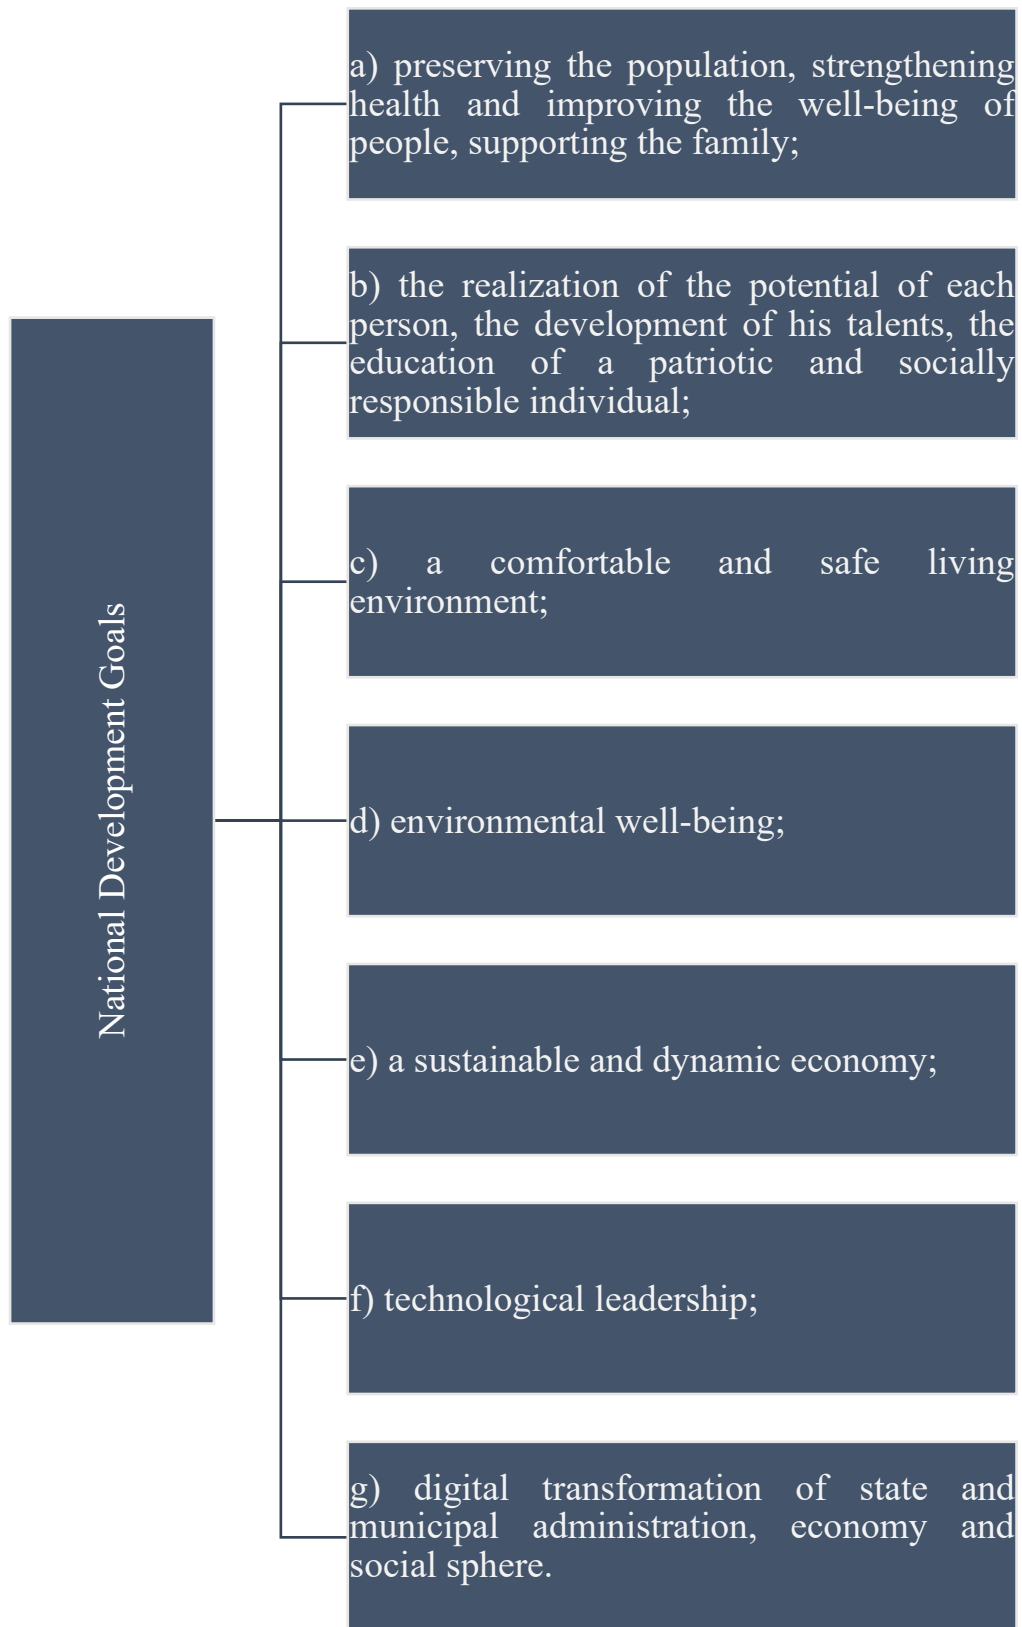 National Development Goals
a) preserving the population, strengthening
health and improving the well-being of
people, supporting the family;
b) the realization of the potential of each
person, the development of his talents, the
education of a patriotic and socially
responsible individual;
c) a comfortable and safe living
environment;
d) environmental well-being;
e) a sustainable and dynamic economy;
f) technological leadership;
g) digital transformation of state and
municipal administration, economy and
social sphere.